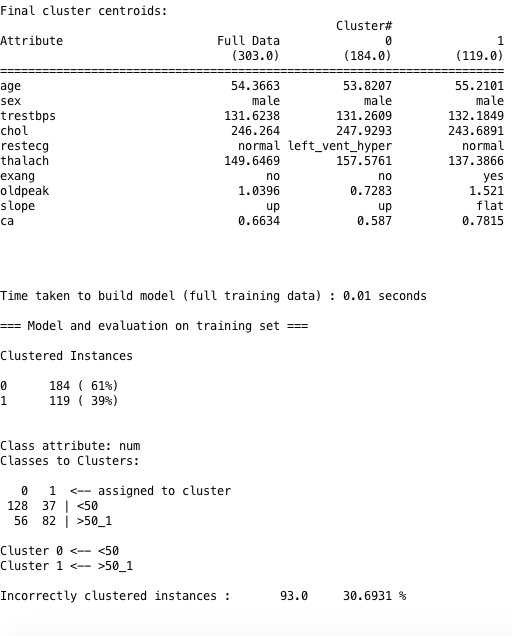 Final cluster centroids:
                                          Cluster#
Attribute                Full Data               0               1
                           (303.0)         (184.0)         (119.0)
========================================================================
age                        54.3663         53.8207         55.2101
sex                           male            male            male
trestbps                  131.6238        131.2609        132.1849
chol                       246.264        247.9293        243.6891
restecg                     normal left_vent_hyper          normal
thalach                   149.6469        157.5761        137.3866
exang                           no              no             yes
oldpeak                     1.0396          0.7283           1.521
slope                           up              up            flat
ca                          0.6634           0.587          0.7815
Time taken to build model (full training data) : 0.01 seconds
=== Model and evaluation on training set ===
Clustered Instances
0      184 ( 61%)
1      119 ( 39%)
Class attribute: num
Classes to Clusters:
   0   1  <-- assigned to cluster
 128  37 | <50
  56  82 | >50_1
Cluster 0 <-- <50
Cluster 1 <-- >50_1
Incorrectly clustered instances :       93.0     30.6931 %